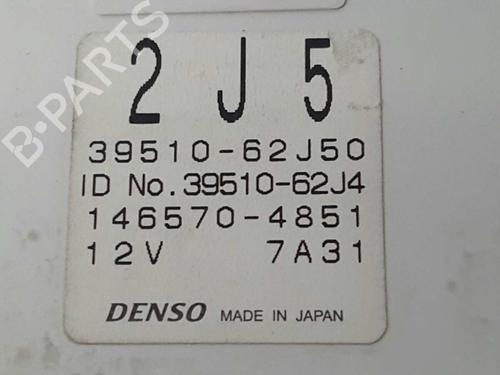 B-PARTS
2 J 5
39510-62J50
ID No.39510-62J4
146570-4851
12V 7A31
DENSO MADE IN JAPAN